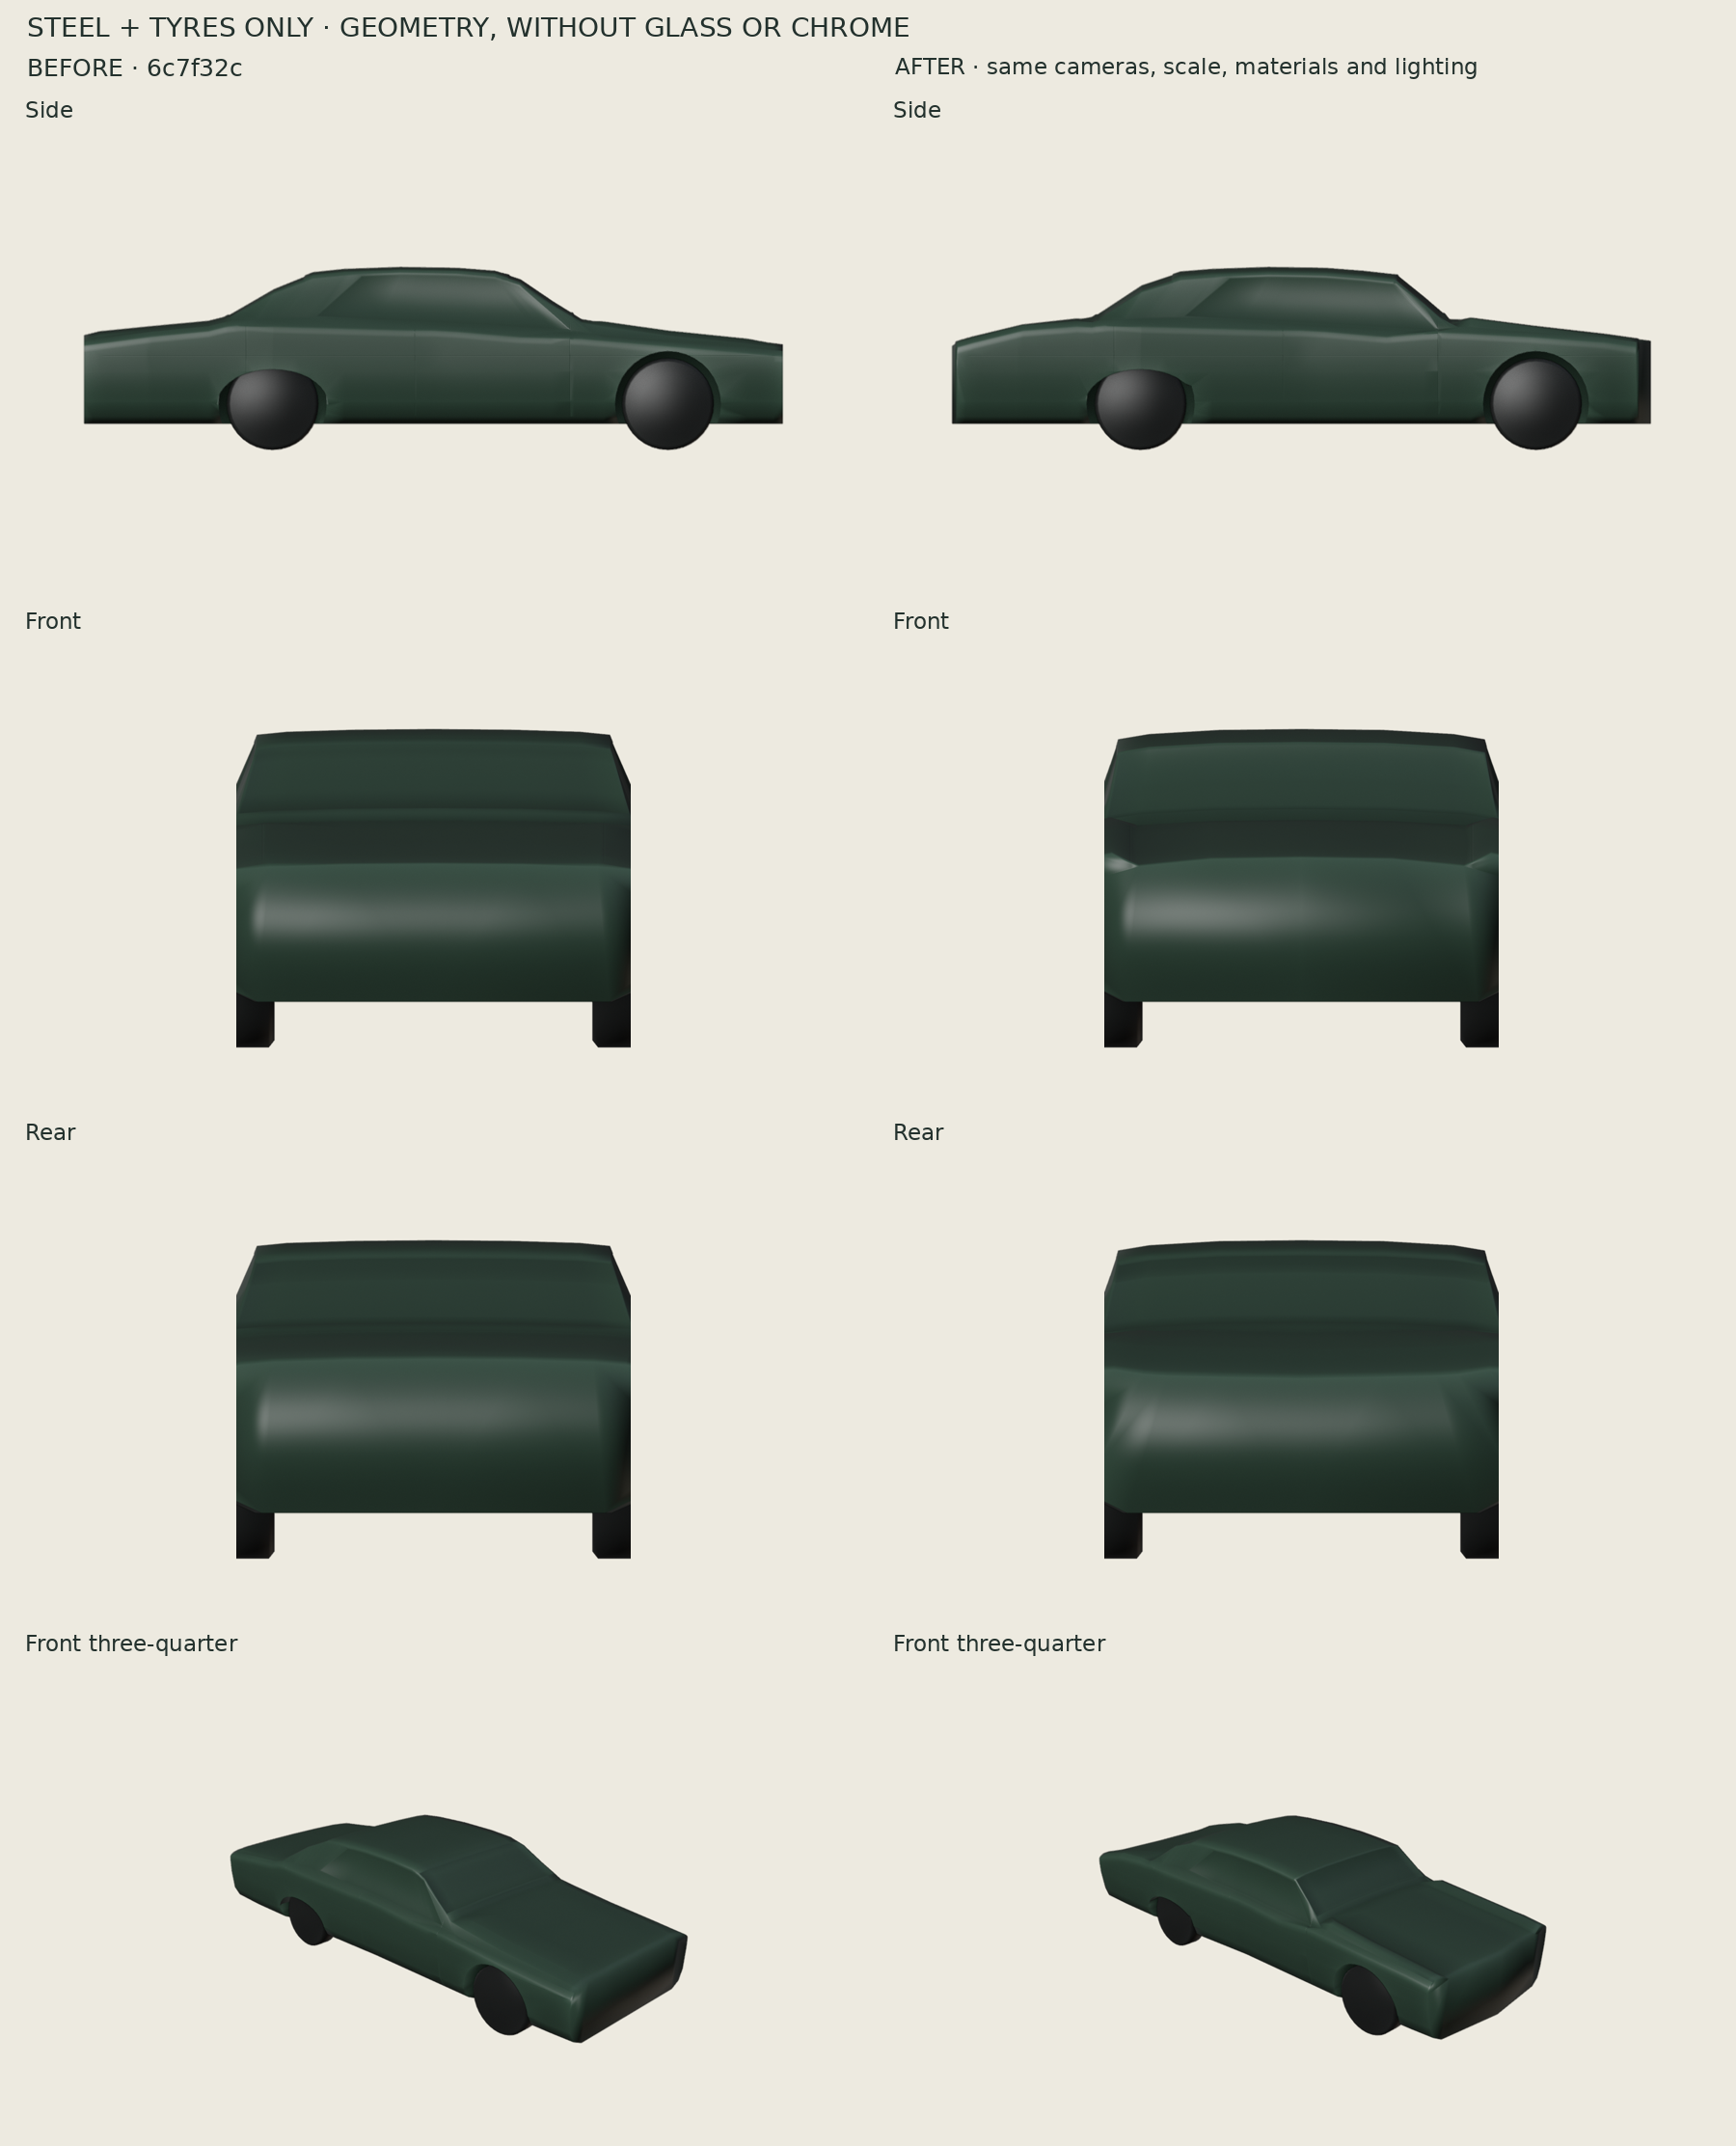 STEEL + TYRES ONLY · GEOMETRY, WITHOUT GLASS OR CHROME
BEFORE · 6c7f32c
AFTER · same cameras, scale, materials and lighting
Side
Side
Front
Front
Rear
Rear
Front three-quarter
Front three-quarter